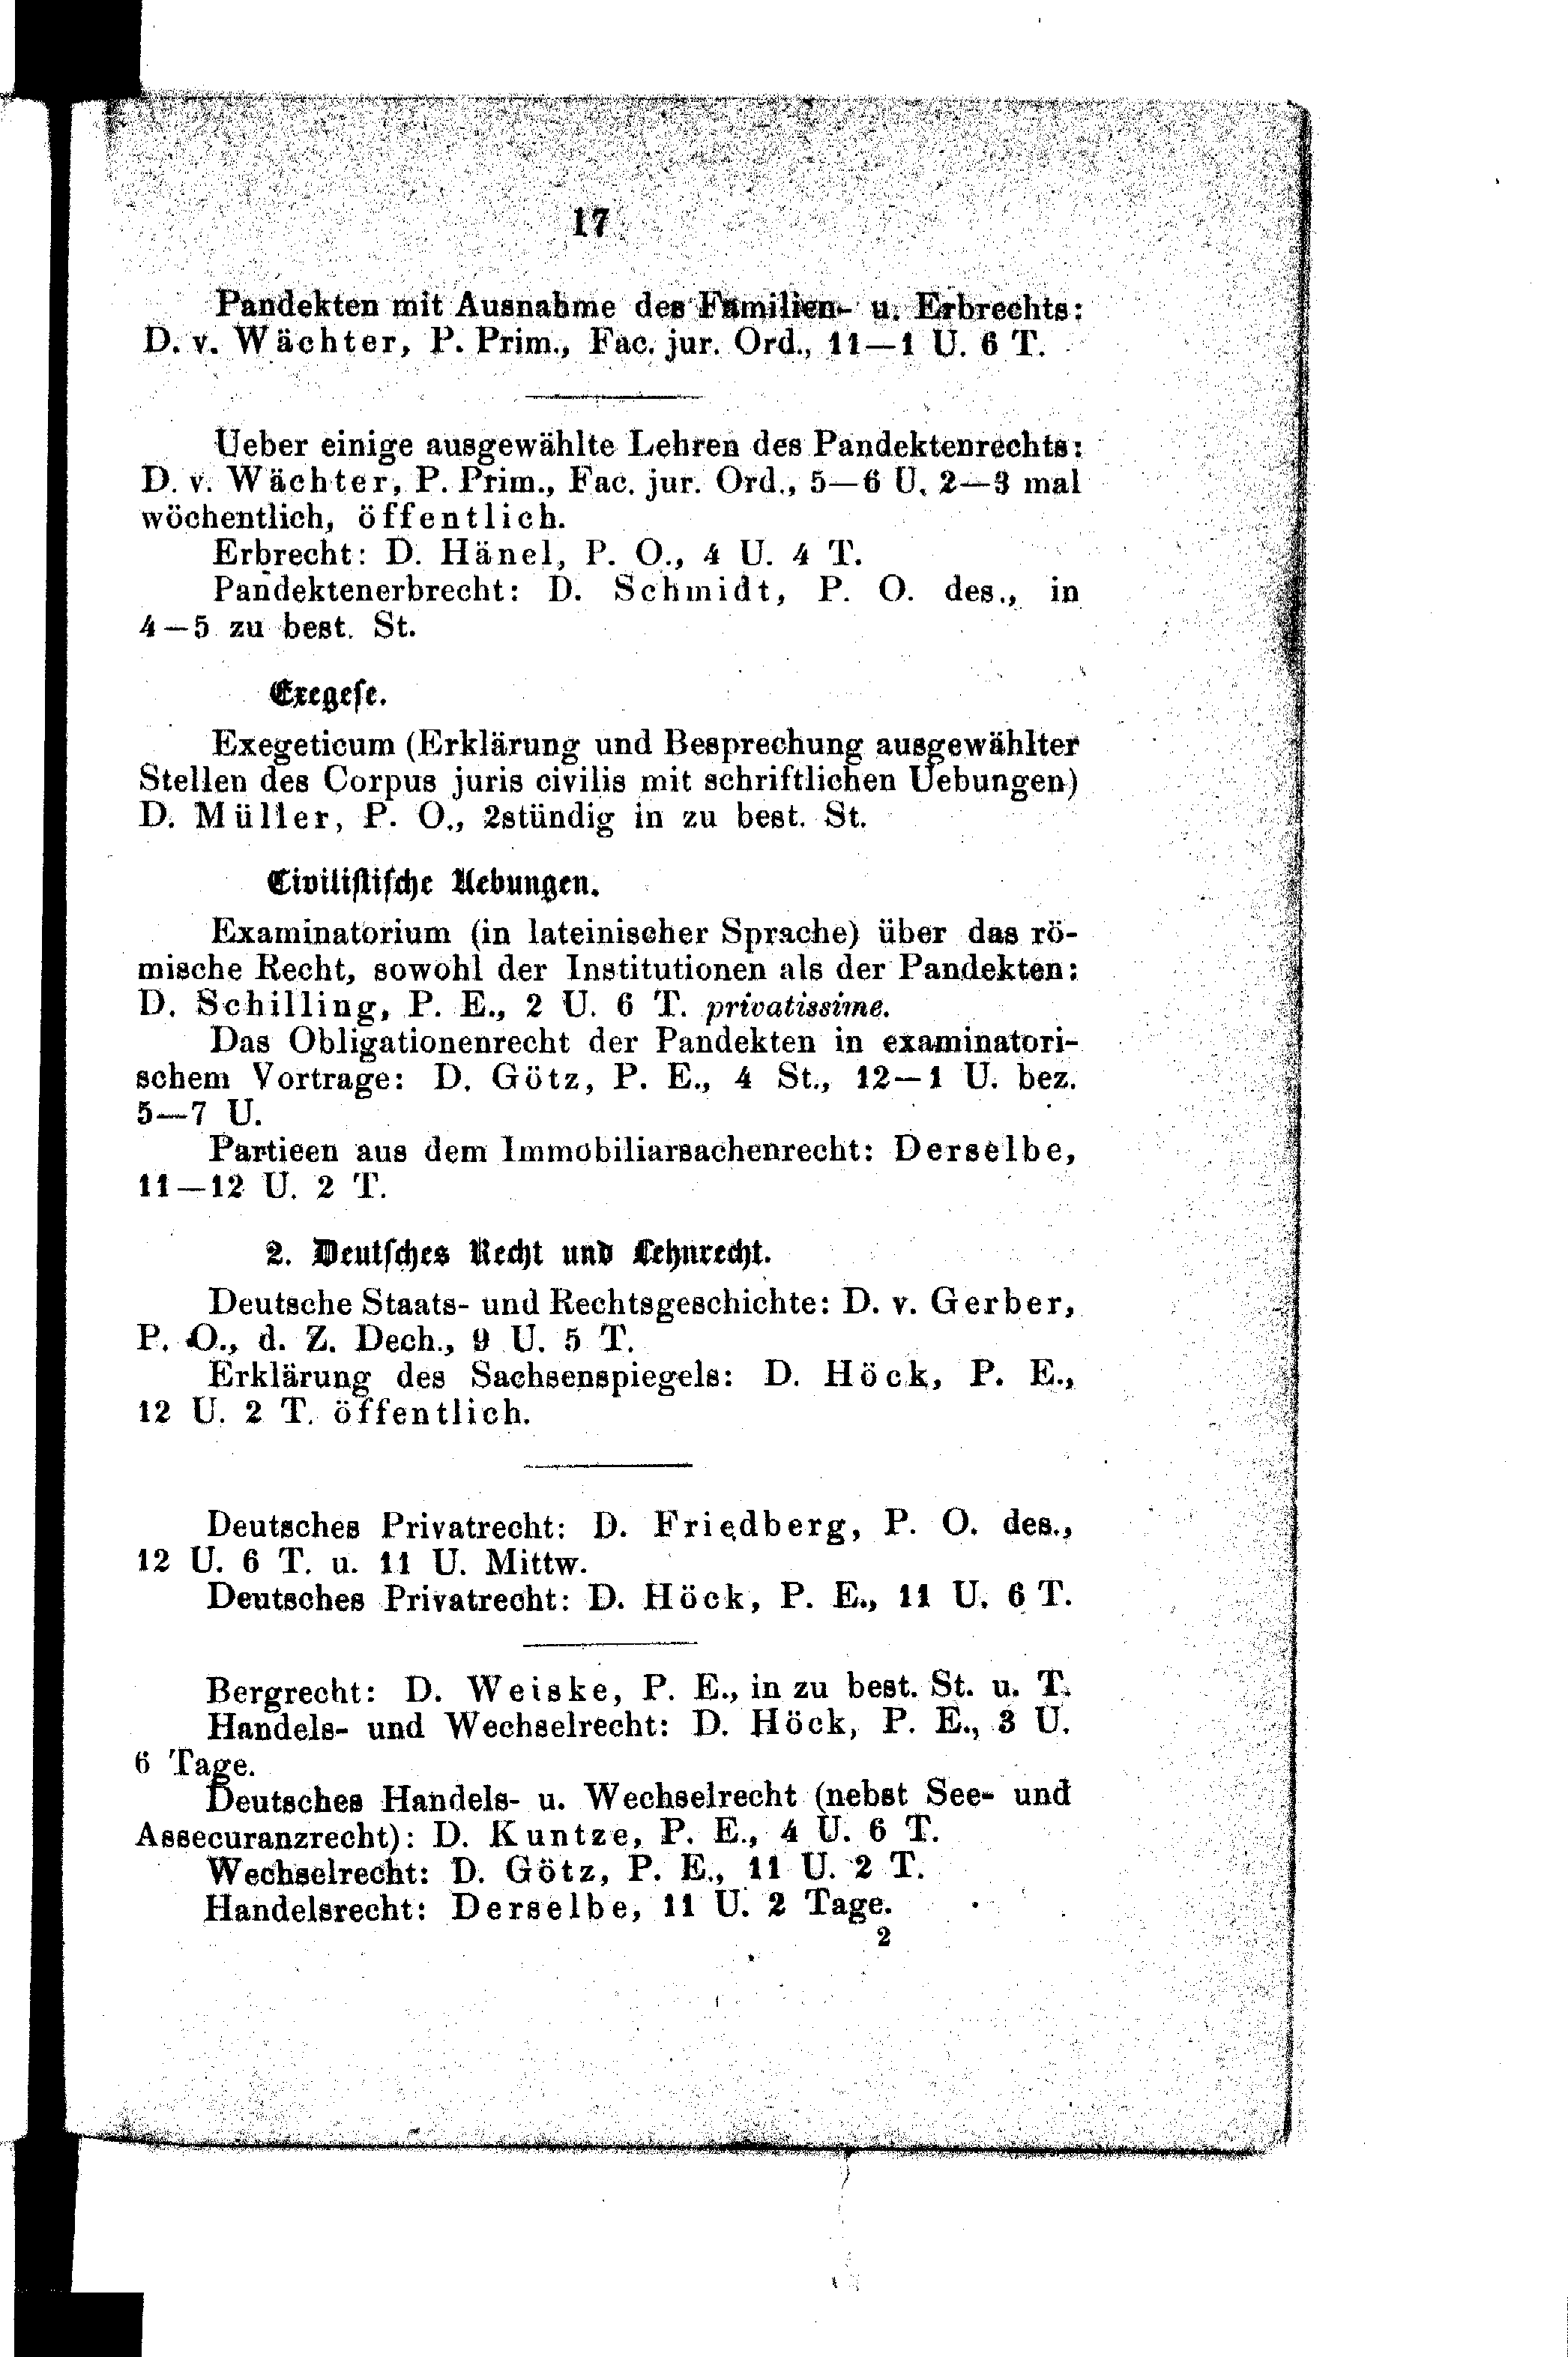 17
Pandekten mit Ausnahme des Familien- u. Erbrechts:
D. v. Wächter, P. Prim., Fac. jur. Ord., 11—1 U. 6 T.
Ueber einige ausgewählte Lehren des Pandektenrechts:
D. v. Wächter, P. Prim., Fac. jur. Ord., 5—6 U. 2—3 mal
wöchentlich, öffentlich.
Erbrecht: D. Hänel, P. O., 4 U. 4 T.
Pandektenerbrecht: D. Schmidt, P. O. des., in
4—5 zu best. St.
Exegese.
Exegeticum (Erklärung und Besprechung ausgewählter
Stellen des Corpus juris civilis mit schriftlichen Uebungen)
D. Müller, P. O., 2stündig in zu best. St.
Civilistische Uebungen.
Examinatorium (in lateinischer Sprache) über das rö-
mische Recht, sowohl der Institutionen als der Pandekten:
D. Schilling, P. E., 2 U. 6 T. privatissime.
Das Obligationenrecht der Pandekten in examinatori-
schem Vortrage: D. Götz, P. E., 4 St., 12—1 U. bez.
5—7 U.
Partieen aus dem Immobiliarsachenrecht: Derselbe,
11—12 U. 2 T.
2. Deutsches Recht und Lehnrecht.
Deutsche Staats- und Rechtsgeschichte: D. v. Gerber,
P. O., d. Z. Dech., 9 U. 5 T.
Erklärung des Sachsenspiegels: D. Höck, P. E.,
12 U. 2 T. öffentlich.
Deutsches Privatrecht: D. Friedberg, P. O. des.,
12 U. 6 T. u. 11 U. Mittw.
Deutsches Privatrecht: D. Höck, P. E., 11 U. 6 T.
Bergrecht: D. Weiske, P. E., in zu best. St. u. T.
Handels- und Wechselrecht: D. Höck, P. E., 3 U.
6 Tage.
Deutsches Handels- u. Wechselrecht (nebst See- und
Assecuranzrecht): D. Kuntze, P. E., 4 U. 6 T.
Wechselrecht: D. Götz, P. E., 11 U. 2 T.
Handelsrecht: Derselbe, 11 U. 2 Tage.
2